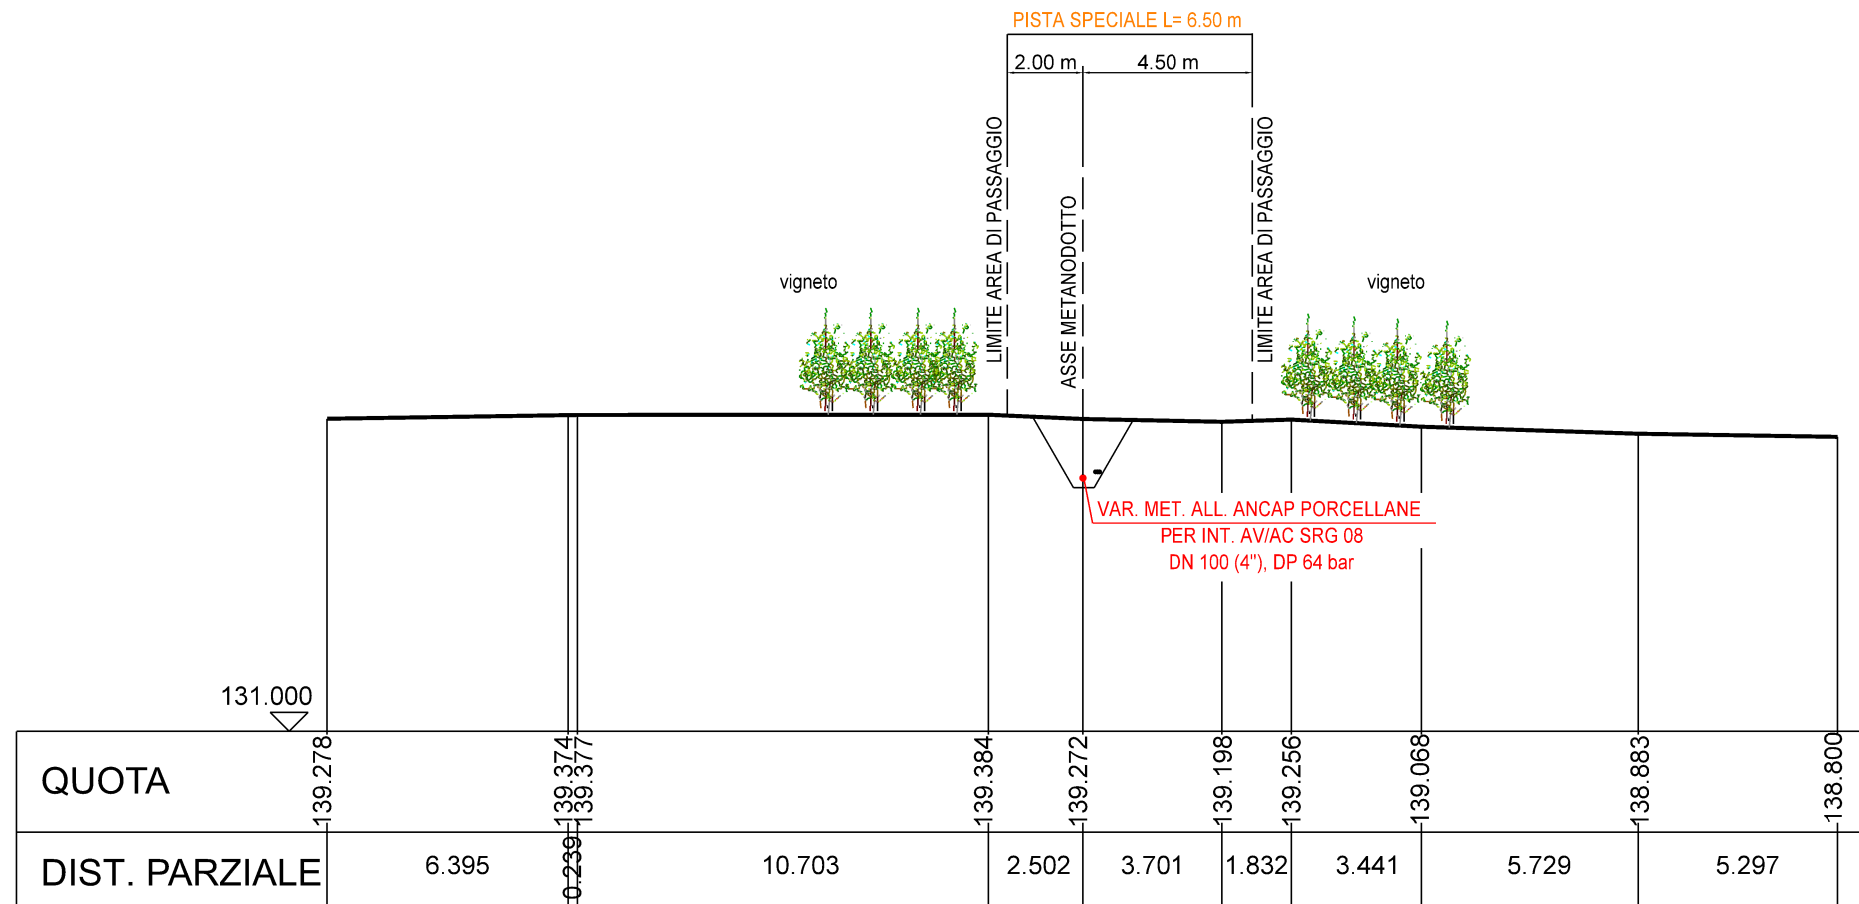 PISTA SPECIALE L= 6.50 m
2.00 m
4.50 m
LIMITE AREA DI PASSAGGIO
ASSE METANODOTTO
LIMITE AREA DI PASSAGGIO
vigneto
vigneto
VAR. MET. ALL. ANCAP PORCELLANE
PER INT. AV/AC SRG 08
DN 100 (4"), DP 64 bar
131.000
QUOTA
139.278
139.374
139.377
139.384
139.272
139.198
139.256
139.068
138.883
138.800
DIST. PARZIALE
6.395
0.239
10.703
2.502
3.701
1.832
3.441
5.729
5.297